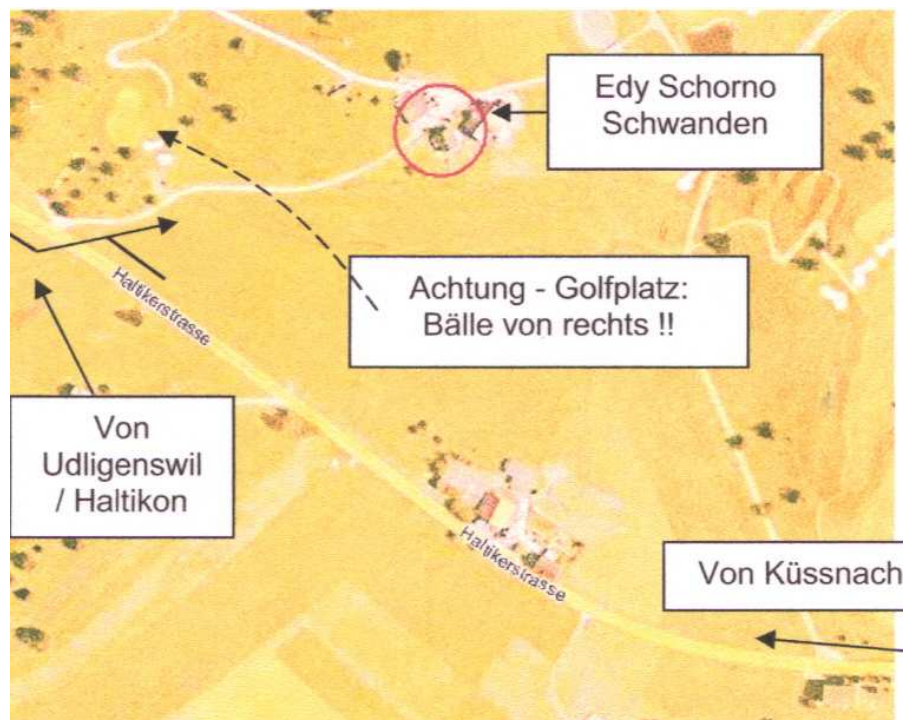 Edy Schorno
Schwanden
Achtung - Golfplatz:
Bälle von rechts !!
Haltikerstrasse
Von
Udligenswil
/ Haltikon
Haltikerstrasse
Von Küssnach